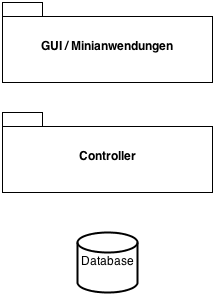 GUI / Minianwendungen
Controller
Database